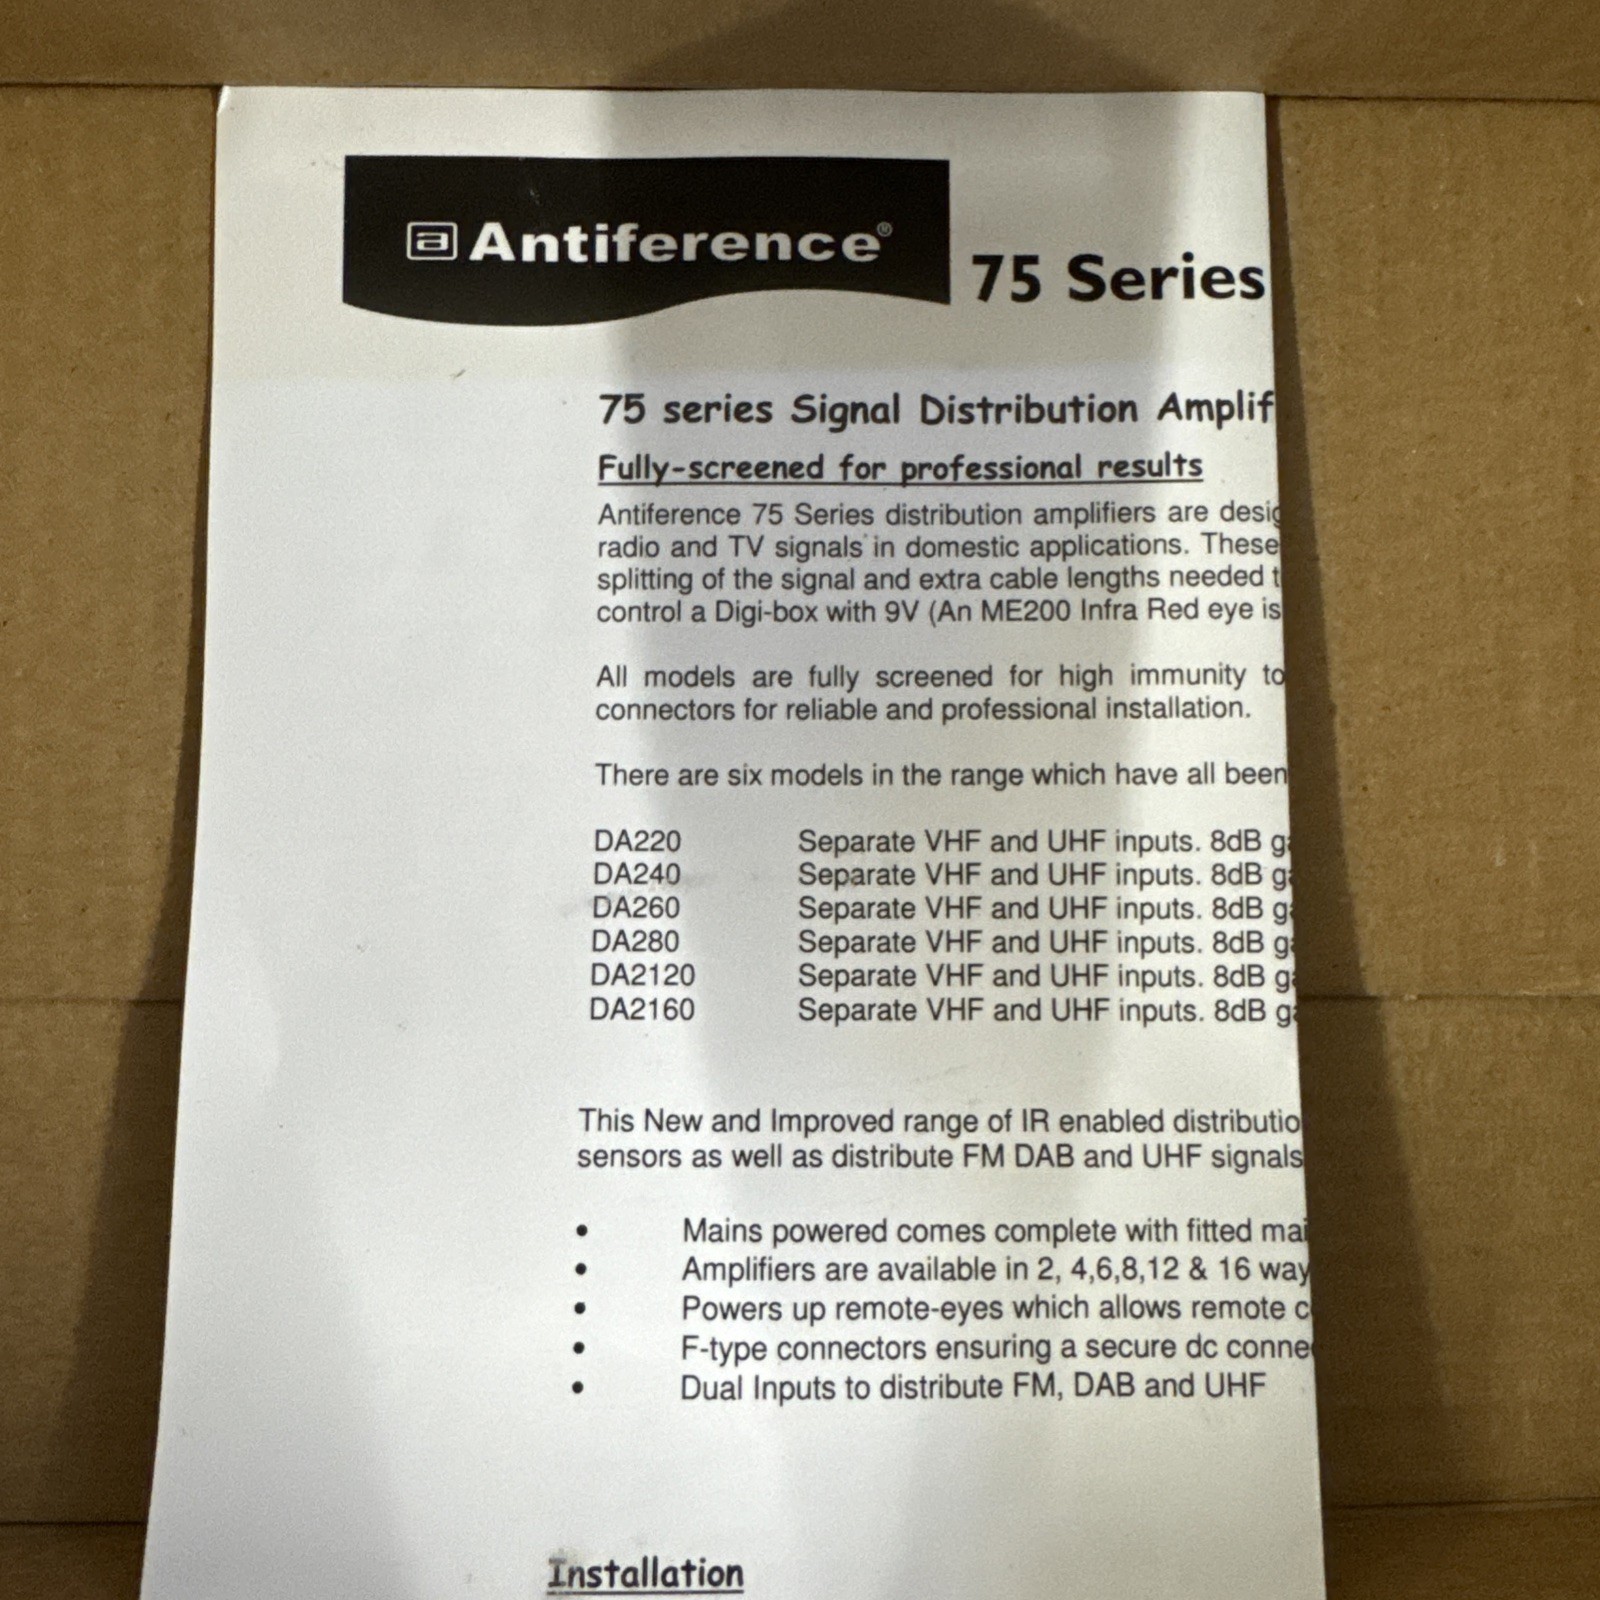 a Antiference®
75 Series
75 series Signal Distribution Amplif
Fully-screened for professional results
Antiference 75 Series distribution amplifiers are desig
radio and TV signals in domestic applications. These
splitting of the signal and extra cable lengths needed t
control a Digi-box with 9V (An ME200 Infra Red eye is
All models are fully screened for high immunity to
connectors for reliable and professional installation.
There are six models in the range which have all been
DA220 Separate VHF and UHF inputs. 8dB ga
DA240 Separate VHF and UHF inputs. 8dB ga
DA260 Separate VHF and UHF inputs. 8dB ga
DA280 Separate VHF and UHF inputs. 8dB ga
DA2120 Separate VHF and UHF inputs. 8dB ga
DA2160 Separate VHF and UHF inputs. 8dB ga
This New and Improved range of IR enabled distributio
sensors as well as distribute FM DAB and UHF signals
• Mains powered comes complete with fitted mai
• Amplifiers are available in 2, 4,6,8,12 & 16 way
• Powers up remote-eyes which allows remote c
• F-type connectors ensuring a secure dc conne
• Dual Inputs to distribute FM, DAB and UHF
Installation